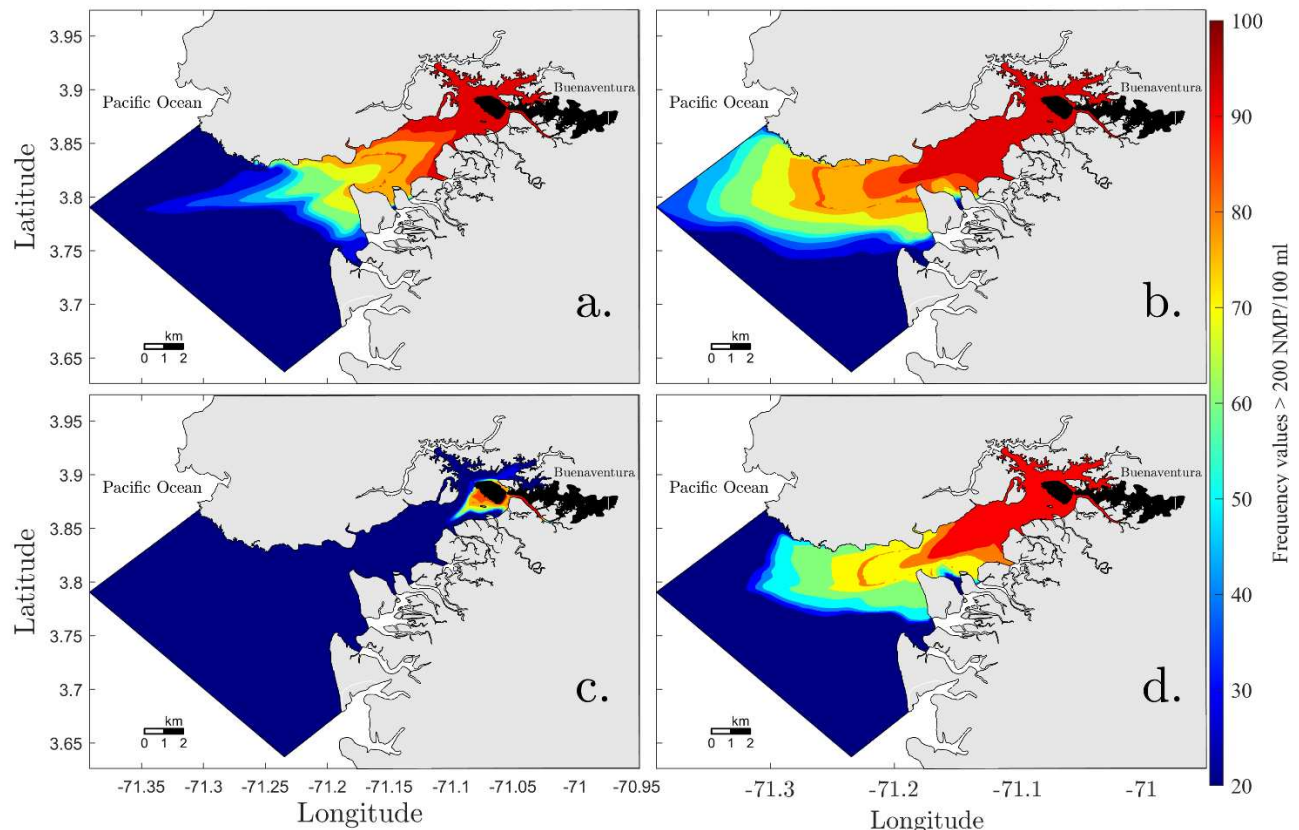 3.95
3.9
3.85
3.8
3.75
3.7
3.65
Latitude
Pacific Ocean
Buenaventura
km
0 1 2
a.
Pacific Ocean
Buenaventura
km
0 1 2
b.
100
90
80
70
60
50
40
30
20
Frequency values > 200 NMP/100 ml
3.95
3.9
3.85
3.8
3.75
3.7
3.65
Latitude
Pacific Ocean
Buenaventura
km
0 1 2
c.
-71.35 -71.3 -71.25 -71.2 -71.15 -71.1 -71.05 -71 -70.95
Longitude
Pacific Ocean
Buenaventura
km
0 1 2
d.
-71.3 -71.2 -71.1 -71
Longitude